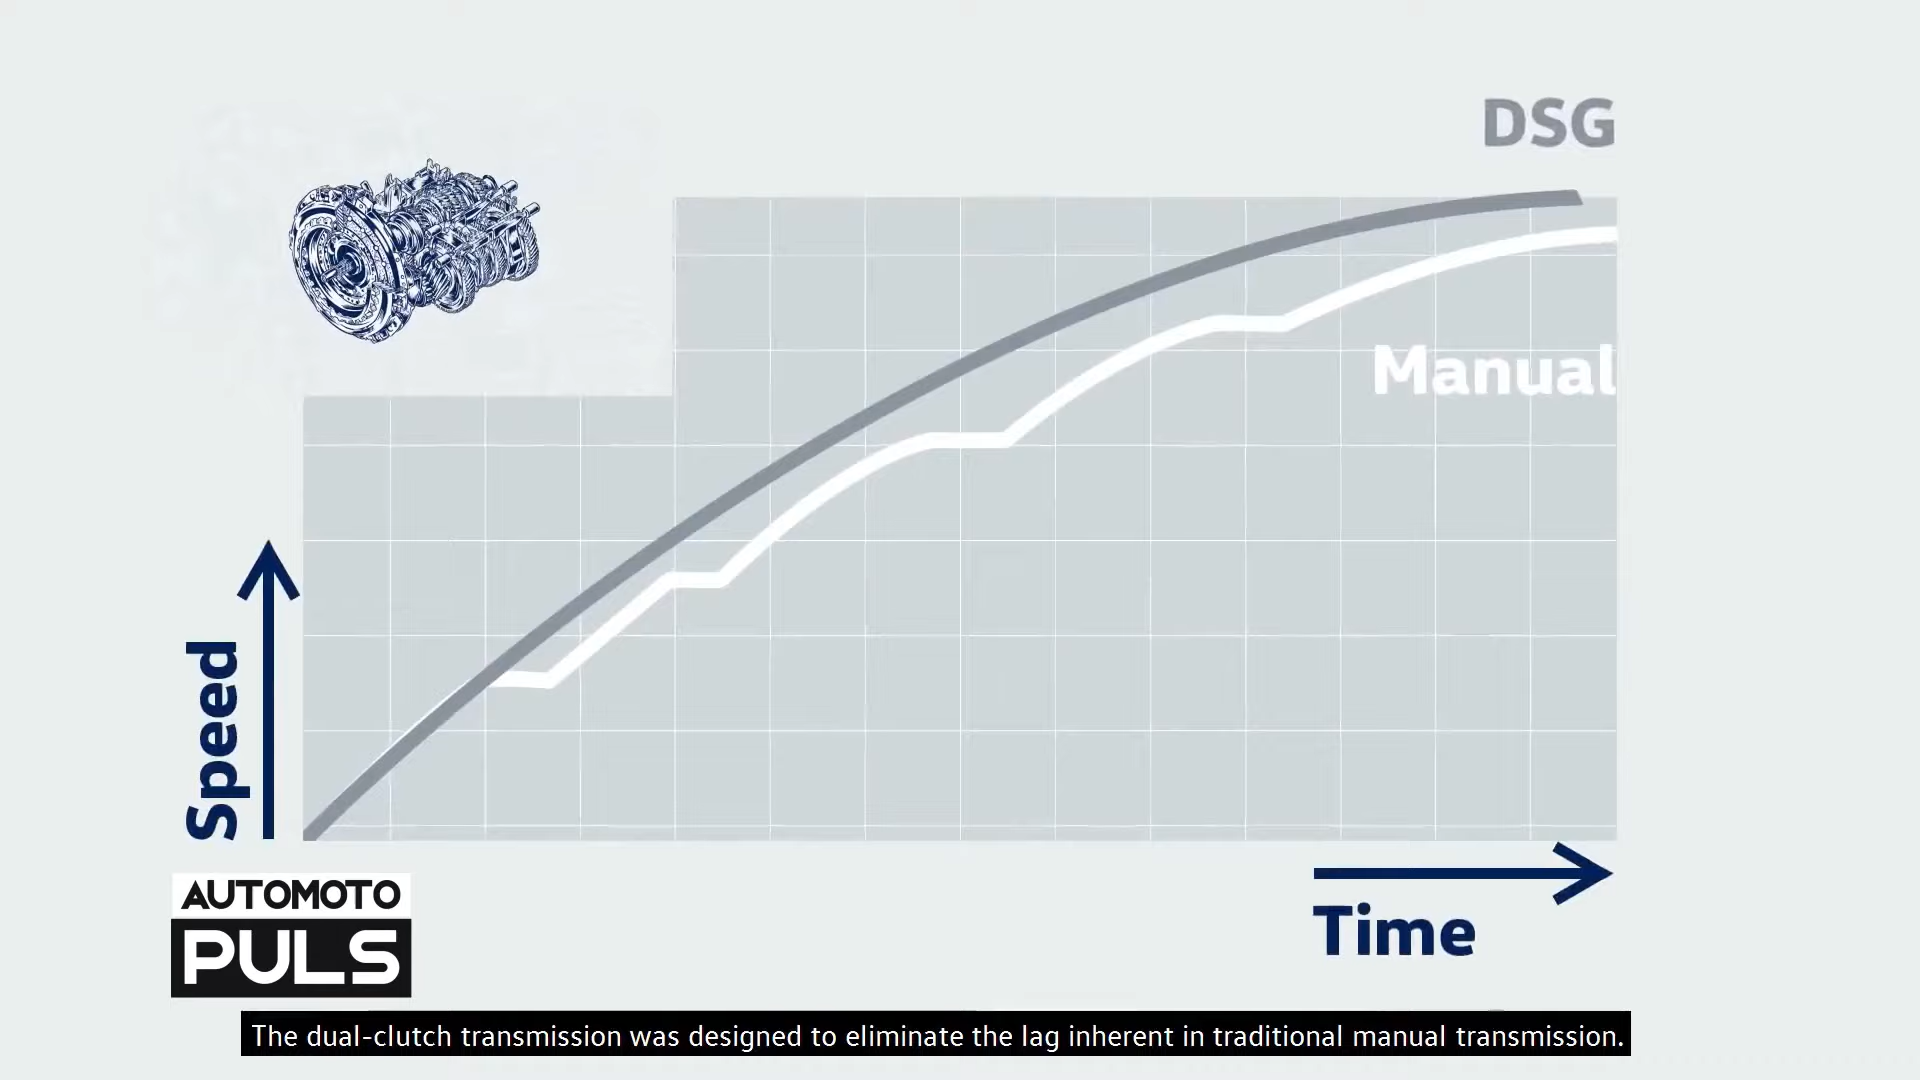 DSG
Manual
Speed
Time
AUTOMOTO
PULS
The dual-clutch transmission was designed to eliminate the lag inherent in traditional manual transmission.